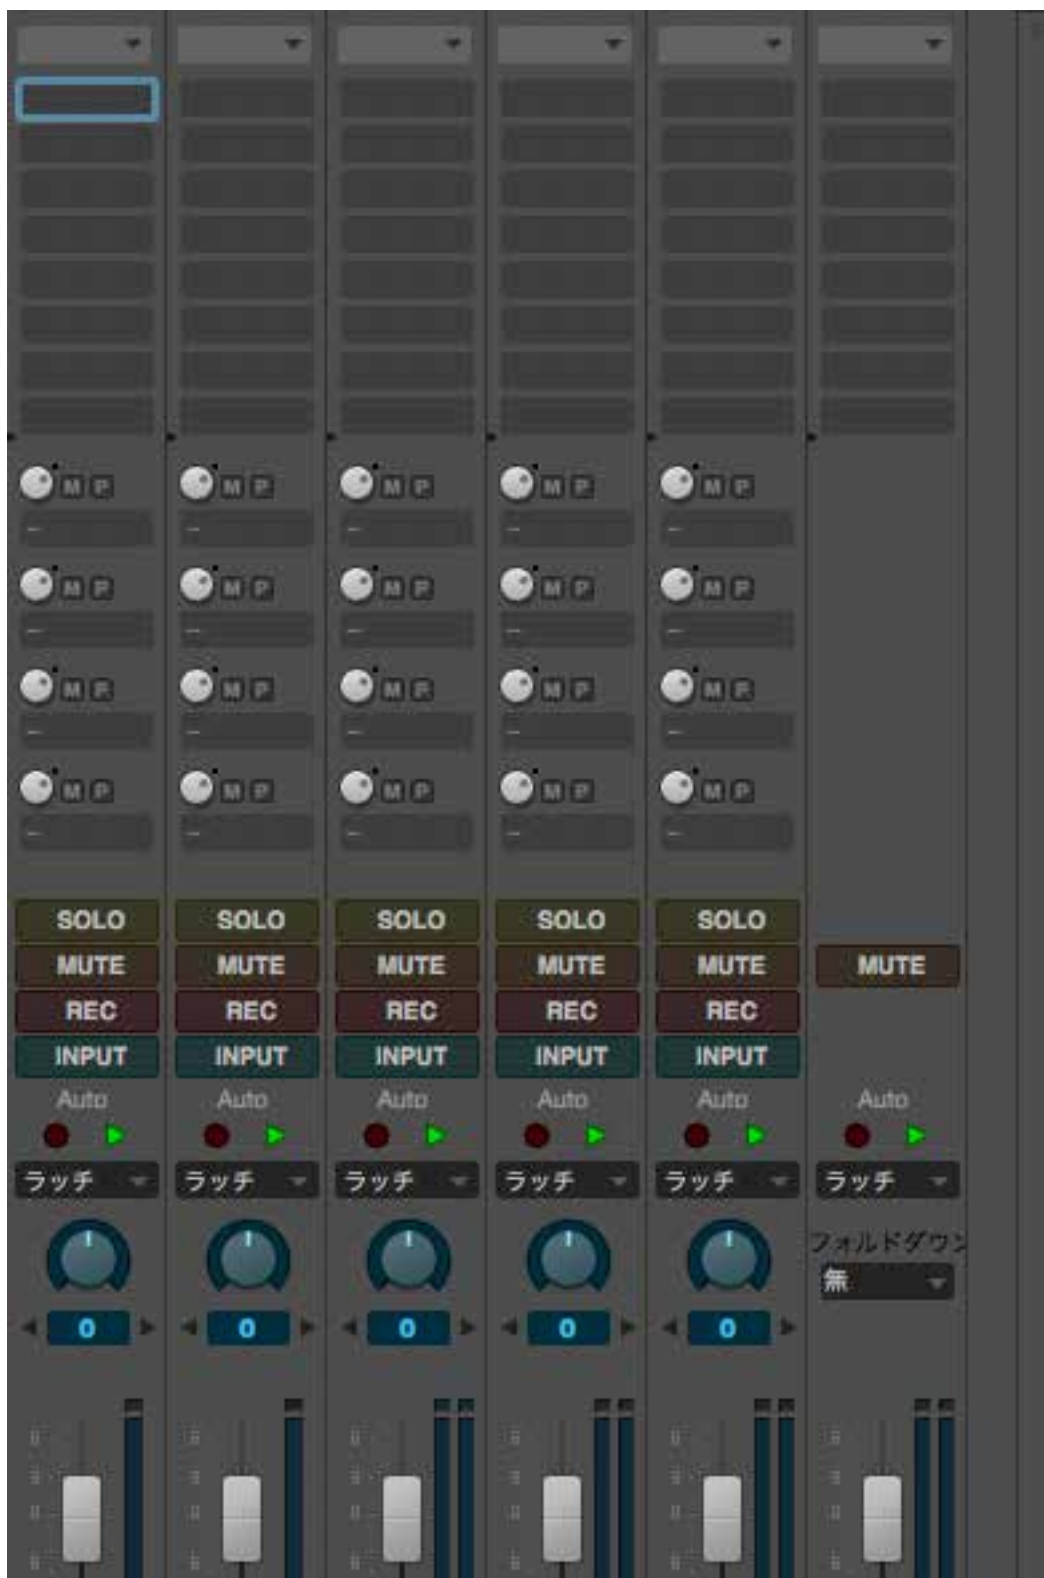 M P M P M P M P M P
-- -- -- -- --
M P M P M P M P M P
-- -- -- -- --
M P M P M P M P M P
-- -- -- -- --
M P M P M P M P M P
-- -- -- -- --
SOLO SOLO SOLO SOLO SOLO
MUTE MUTE MUTE MUTE MUTE MUTE
REC REC REC REC REC
INPUT INPUT INPUT INPUT INPUT
Auto Auto Auto Auto Auto Auto
ラッチ ラッチ ラッチ ラッチ ラッチ ラッチ
フォルドダウン
無
0 0 0 0 0